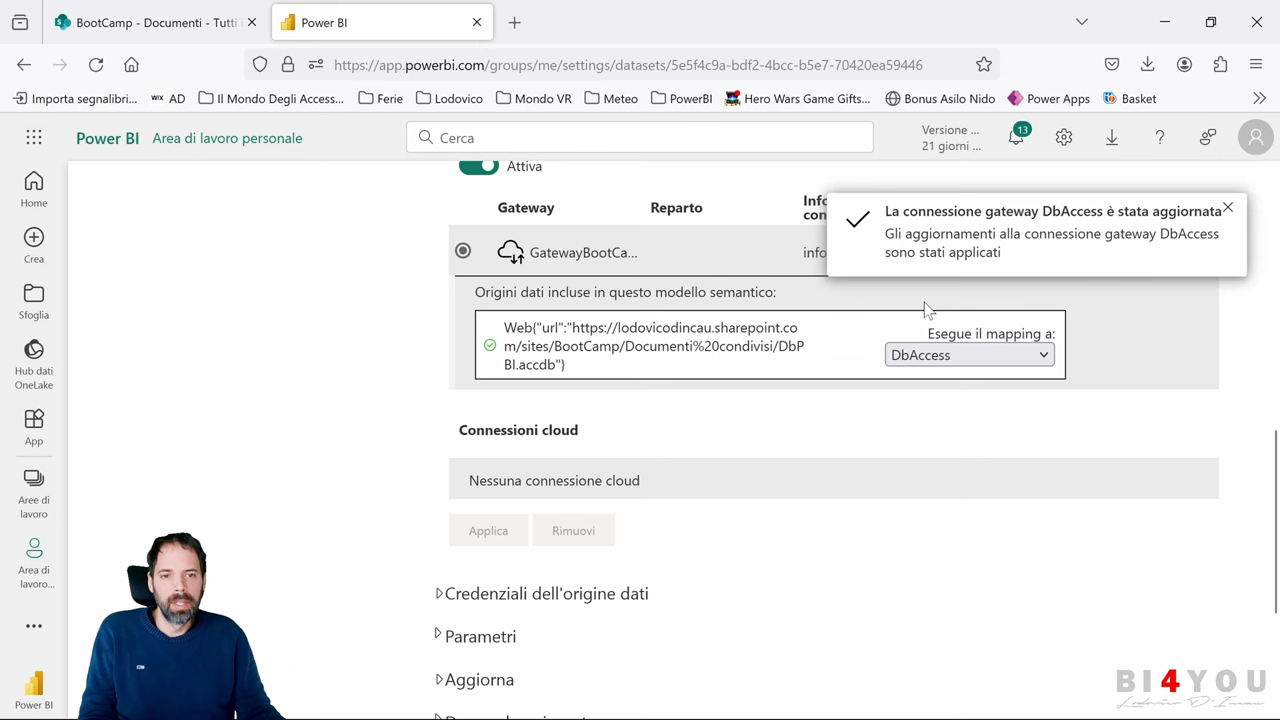 BootCamp - Documenti - Tutti i
Power BI
https://app.powerbi.com/groups/me/settings/datasets/5e5f4c9a-bdf2-4bcc-b5e7-70420ea59446
Importa segnalibri...
WiX AD
Il Mondo Degli Access...
Ferie
Lodovico
Mondo VR
Meteo
PowerBI
Hero Wars Game Gifts...
Bonus Asilo Nido
Power Apps
Basket
Power BI
Area di lavoro personale
Cerca
Versione ...
21 giorni ...
13
Home
Crea
Sfoglia
Hub dati
OneLake
App
Aree di
lavoro
Area di
lavoro...
Power BI
Attiva
Gateway
Reparto
Info
con
La connessione gateway DbAccess è stata aggiornata
Gli aggiornamenti alla connessione gateway DbAccess
sono stati applicati
GatewayBootCa...
info
Origini dati incluse in questo modello semantico:
Web{"url":"https://lodovicodincau.sharepoint.co
m/sites/BootCamp/Documenti%20condivisi/DbP
BI.accdb"}
Esegue il mapping a:
DbAccess
Connessioni cloud
Nessuna connessione cloud
Applica
Rimuovi
Credenziali dell'origine dati
Parametri
Aggiorna
BI4YOU
Lodovico D'Incau